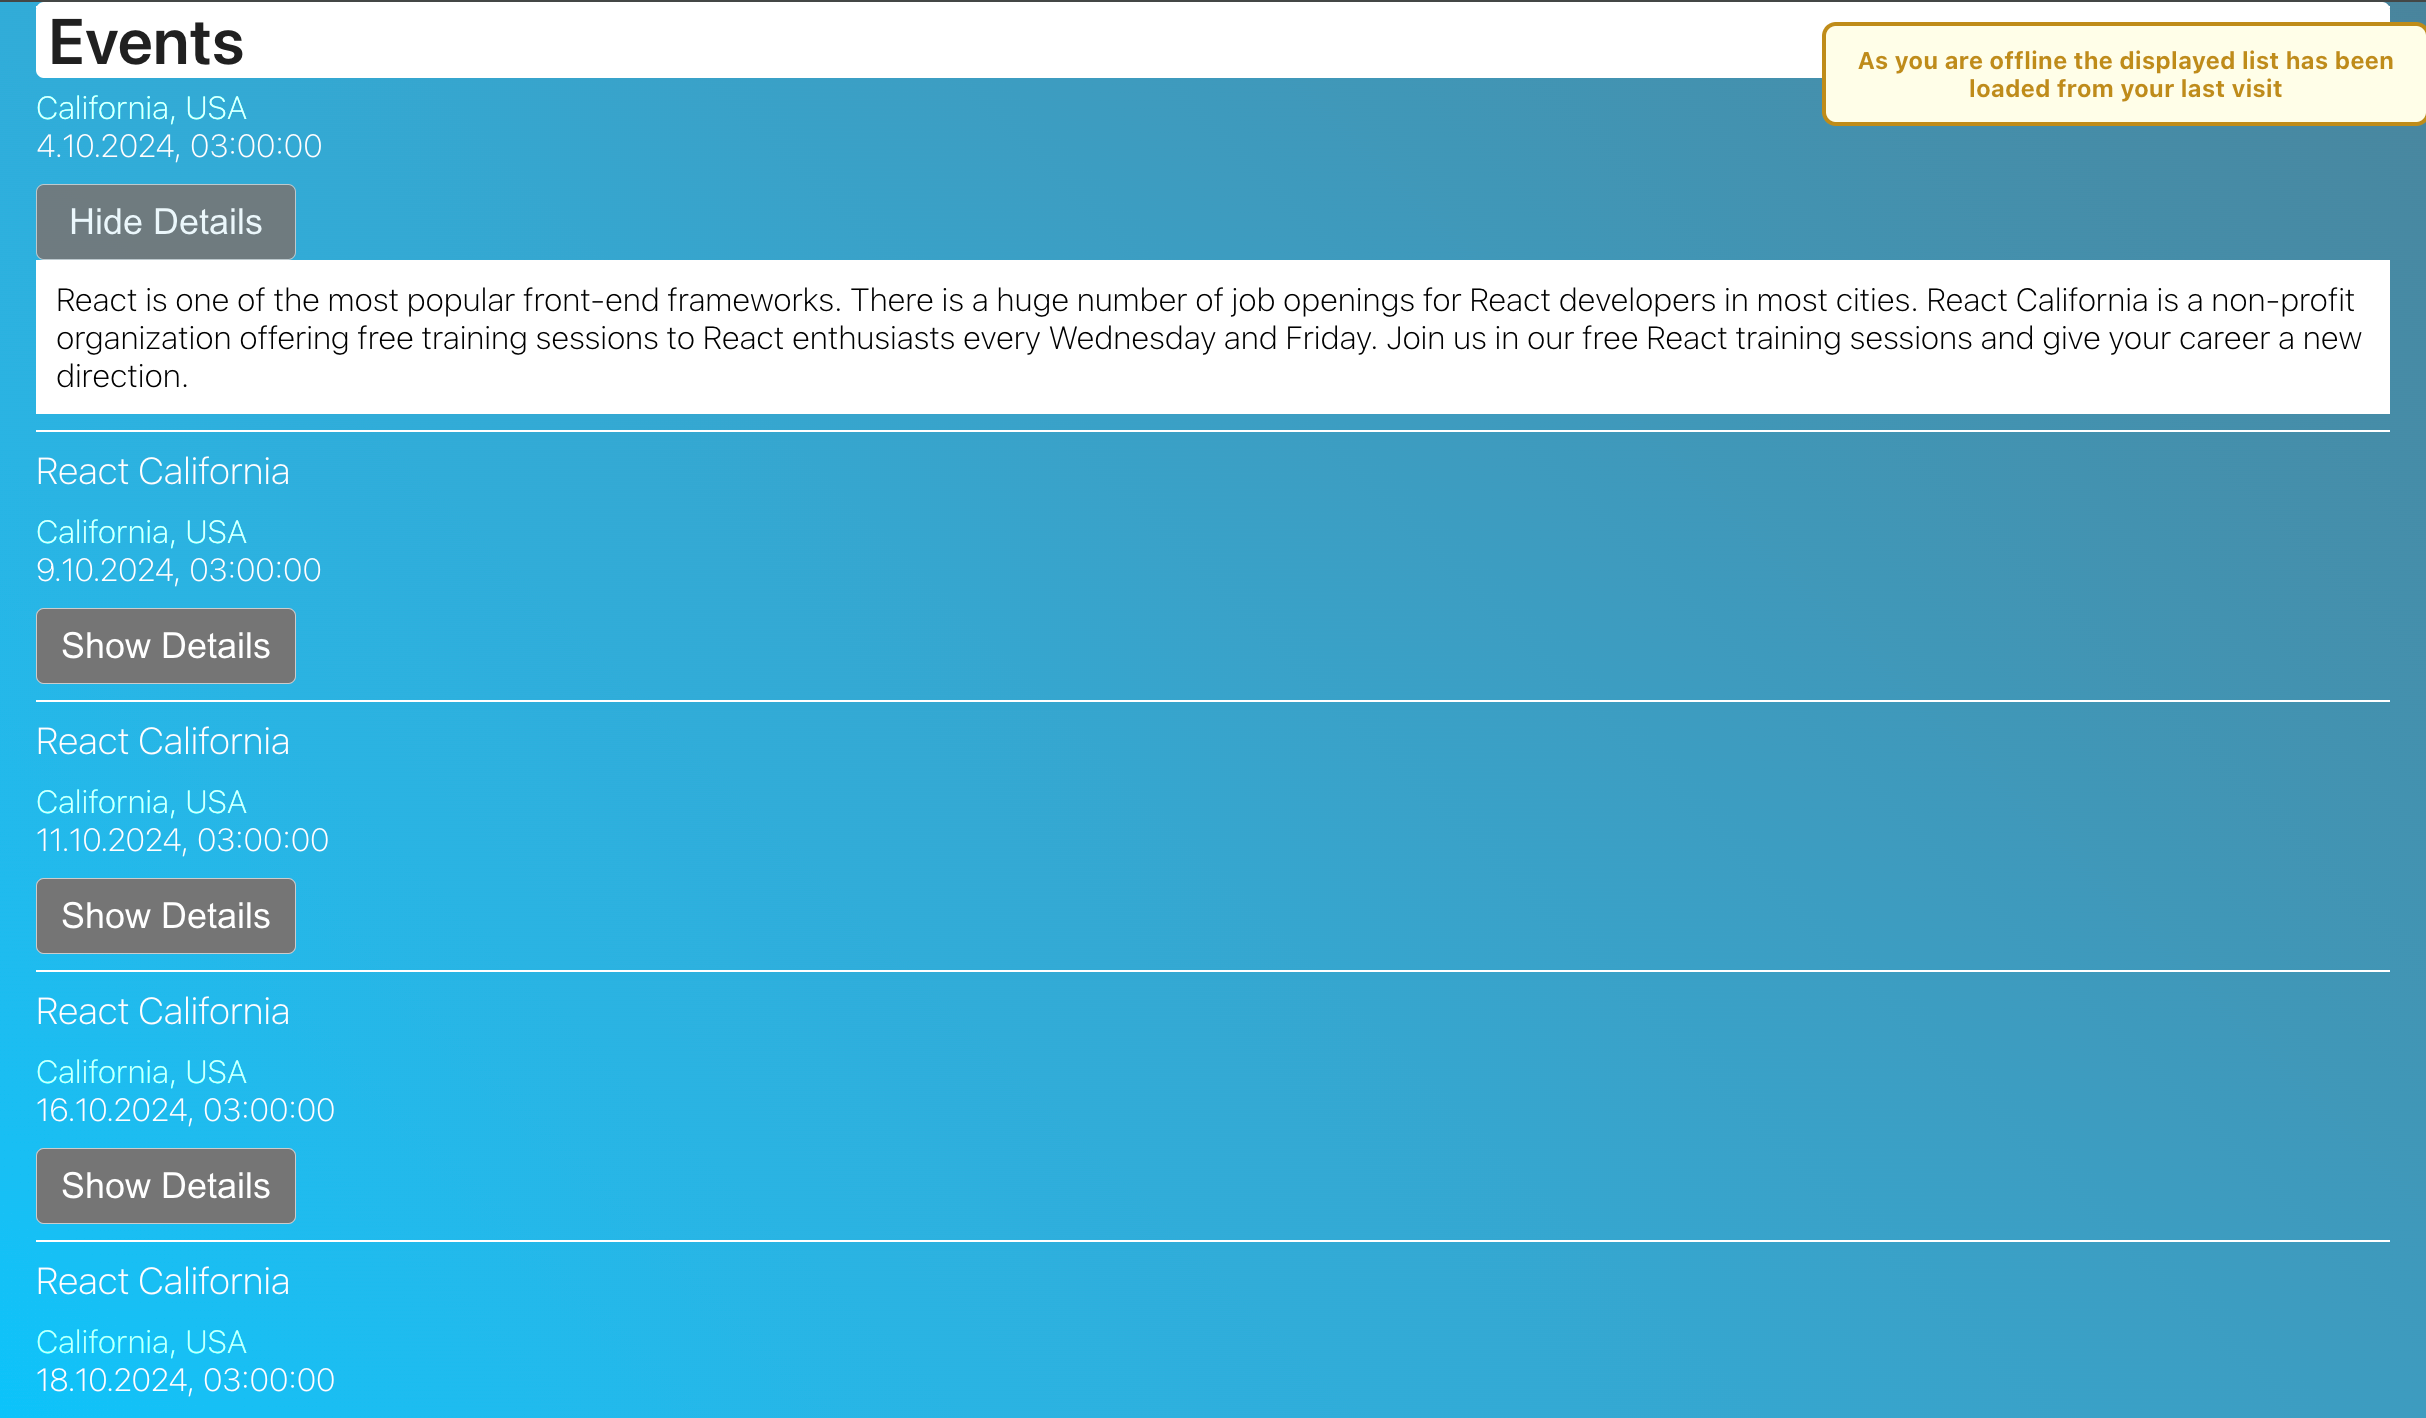 Events
As you are offline the displayed list has been
loaded from your last visit
California, USA
4.10.2024, 03:00:00
Hide Details
React is one of the most popular front-end frameworks. There is a huge number of job openings for React developers in most cities. React California is a non-profit
organization offering free training sessions to React enthusiasts every Wednesday and Friday. Join us in our free React training sessions and give your career a new
direction.
React California
California, USA
9.10.2024, 03:00:00
Show Details
React California
California, USA
11.10.2024, 03:00:00
Show Details
React California
California, USA
16.10.2024, 03:00:00
Show Details
React California
California, USA
18.10.2024, 03:00:00